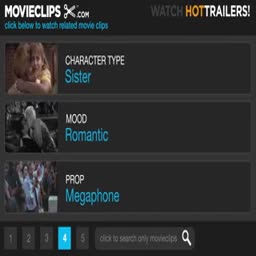 MOVIECLIPS .COM WATCH HOTTRAILERS!
click below to watch related movie clips
CHARACTER TYPE
Sister
MOOD
Romantic
PROP
Megaphone
1 2 3 4 5 click to search only movieclips